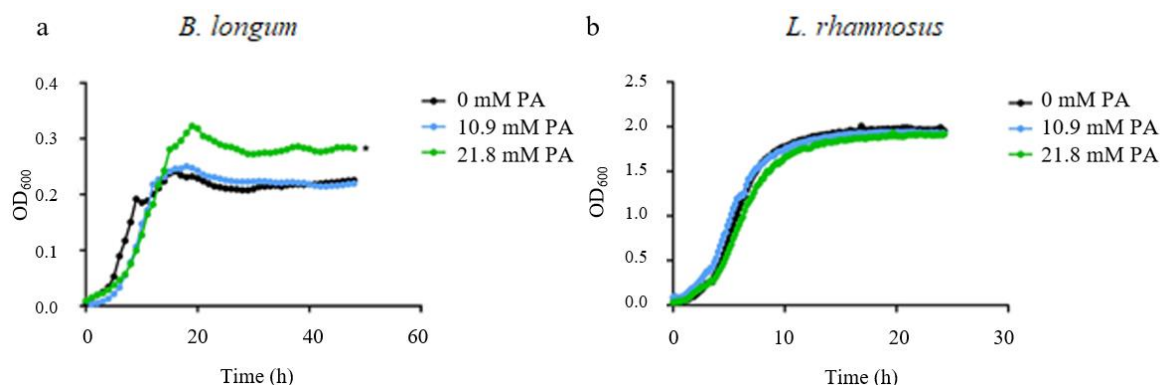 a
B. longum
0.4
0.3
0.2
0.1
0.0
OD600
0
20
40
60
Time (h)
0 mM PA
10.9 mM PA
21.8 mM PA
*
b
L. rhamnosus
2.5
2.0
1.5
1.0
0.5
0.0
OD600
0
10
20
30
Time (h)
0 mM PA
10.9 mM PA
21.8 mM PA